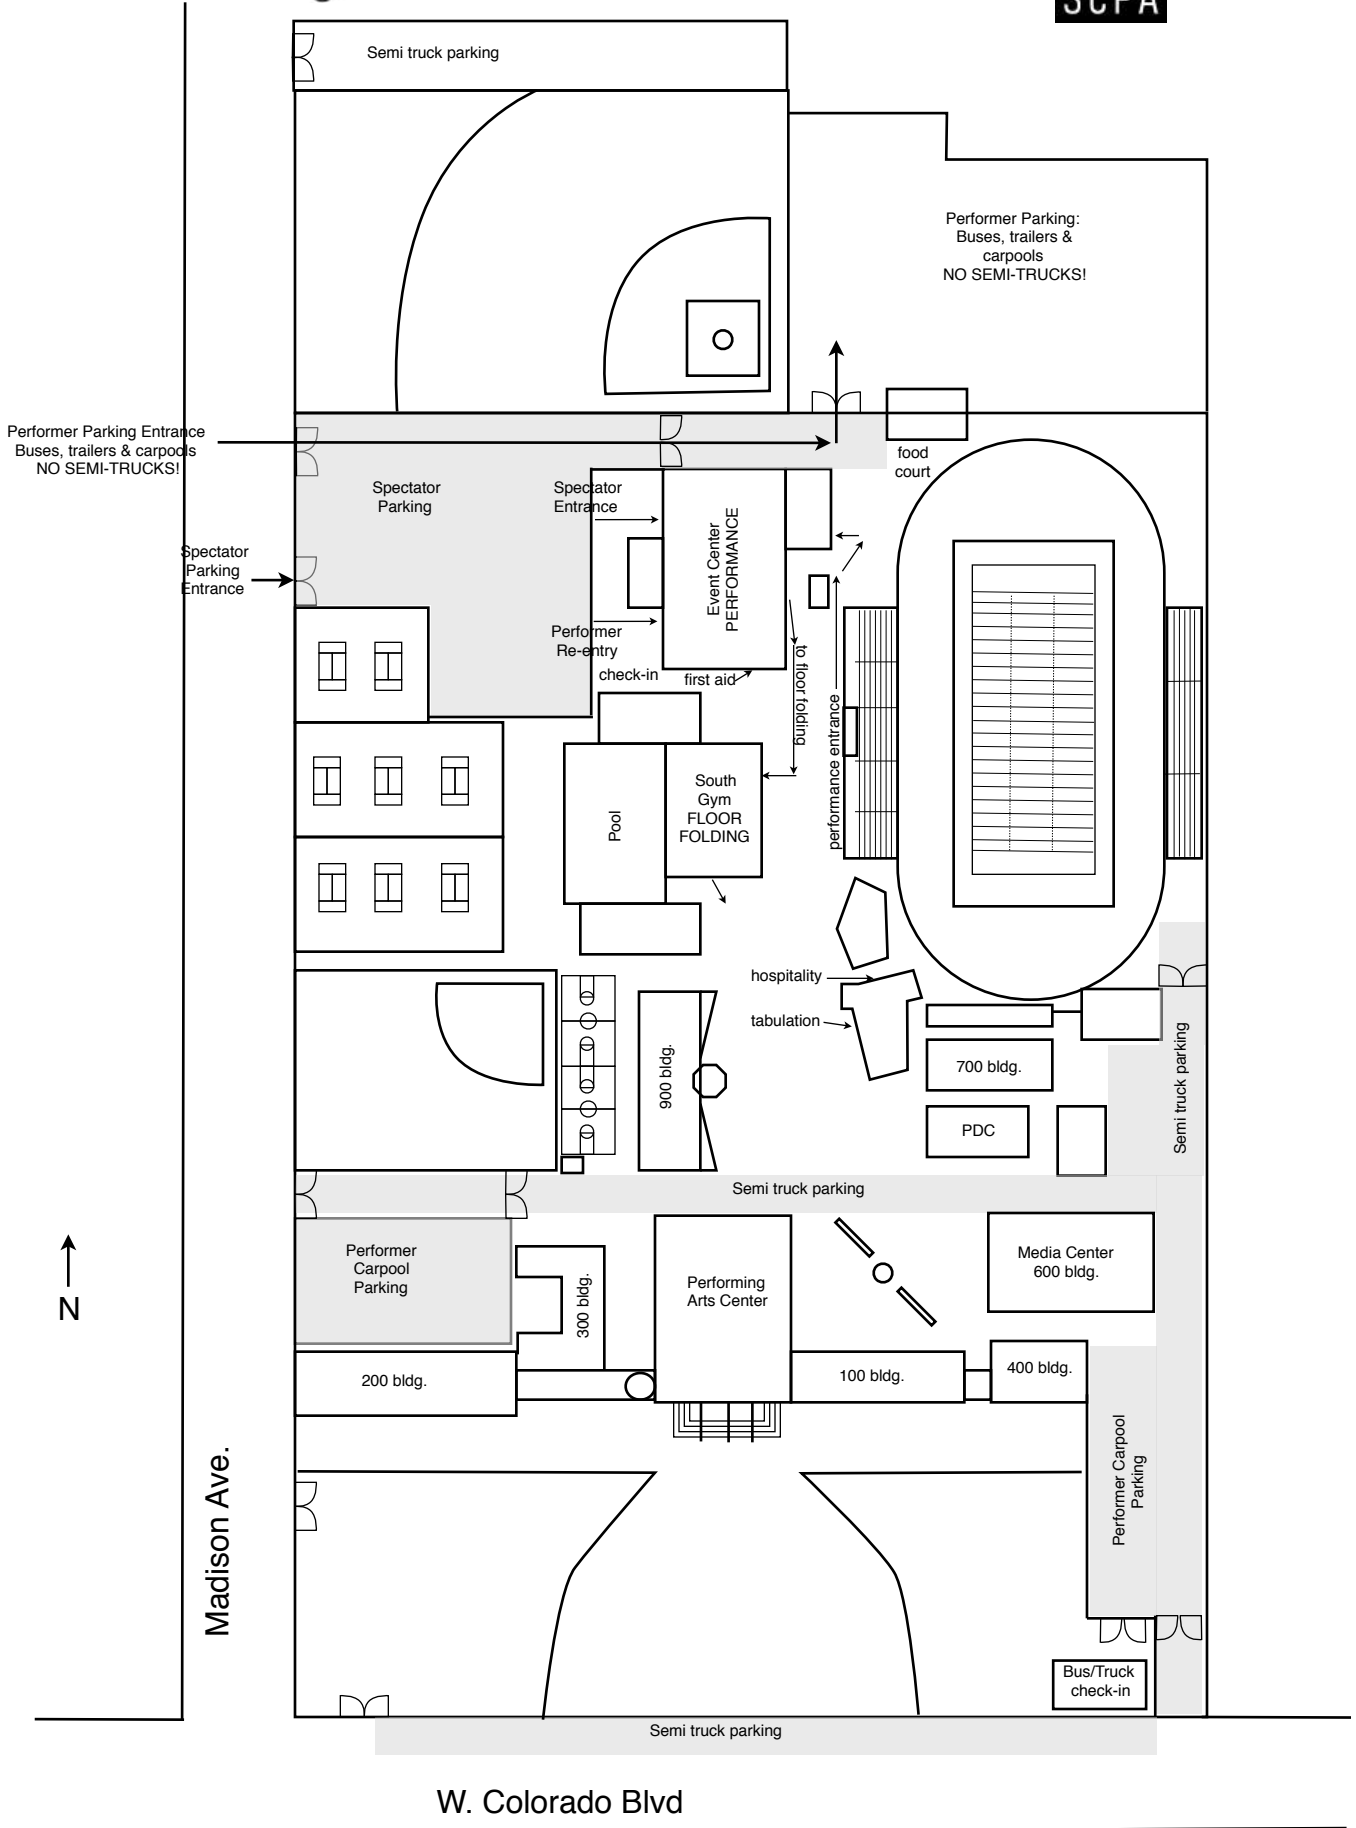 SCPA
Semi truck parking
Performer Parking:
Buses, trailers &
carpools
NO SEMI-TRUCKS!
Performer Parking Entrance
Buses, trailers & carpools
NO SEMI-TRUCKS!
food
court
Spectator
Parking
Spectator
Entrance
Event Center
PERFORMANCE
Spectator
Parking
Entrance
Performer
Re-entry
check-in
first aid
to floor folding
performance entrance
South
Gym
FLOOR
FOLDING
Pool
hospitality
tabulation
900 bldg.
700 bldg.
PDC
Semi truck parking
Semi truck parking
Performer
Carpool
Parking
300 bldg.
Performing
Arts Center
Media Center
600 bldg.
N
200 bldg.
100 bldg.
400 bldg.
Performer Carpool
Parking
Madison Ave.
Bus/Truck
check-in
Semi truck parking
W. Colorado Blvd